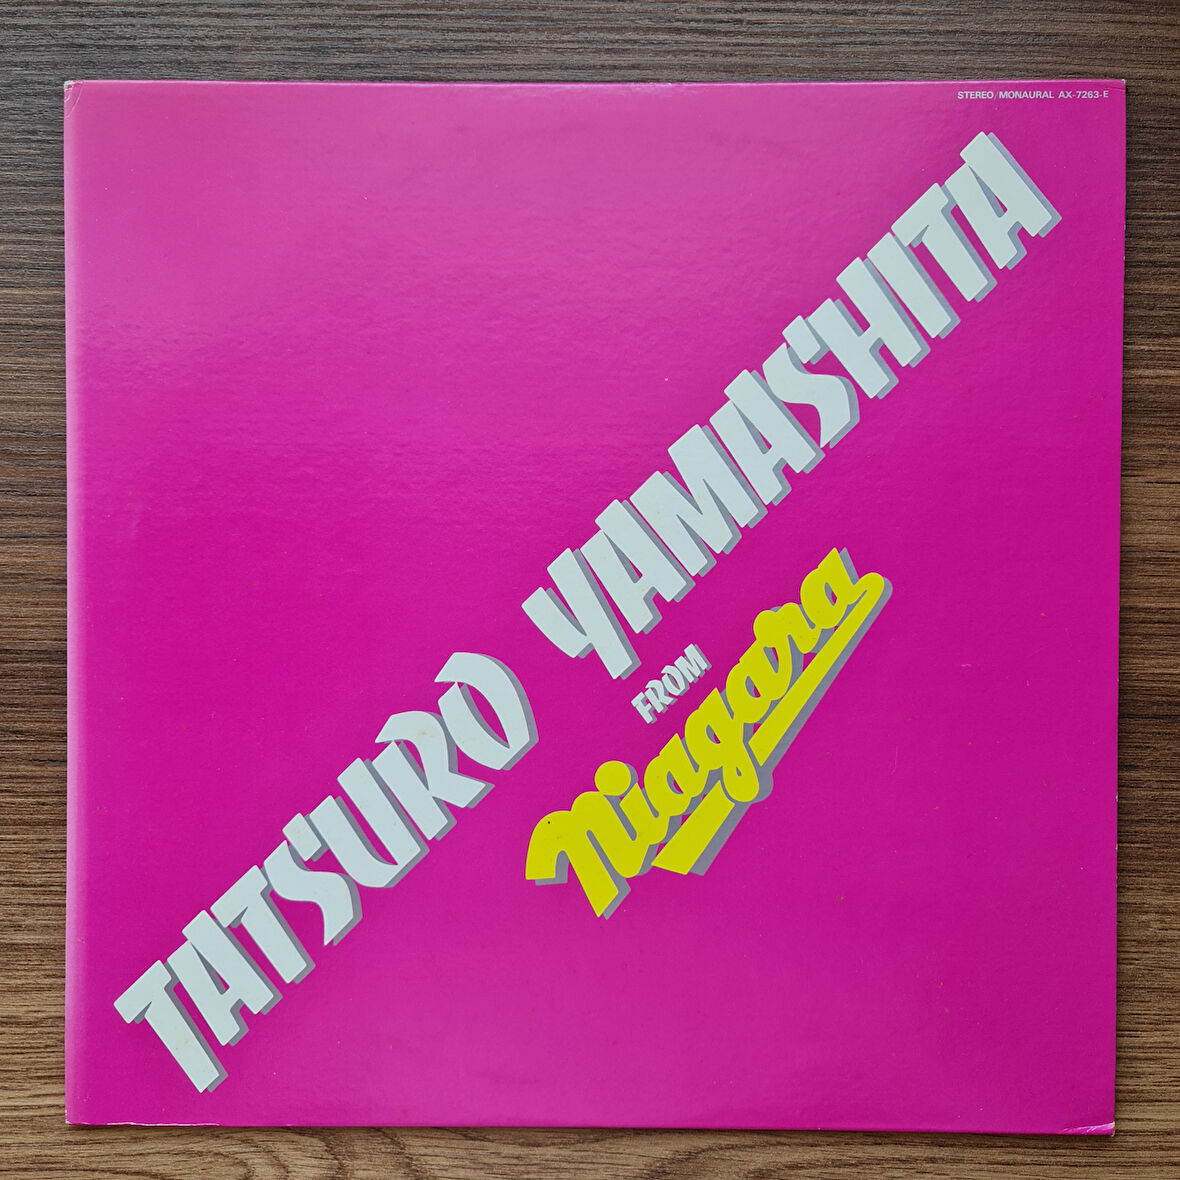 STEREO/MONAURAL AX-7263-E
TATSURO YAMASHITA
FROM
Niagara